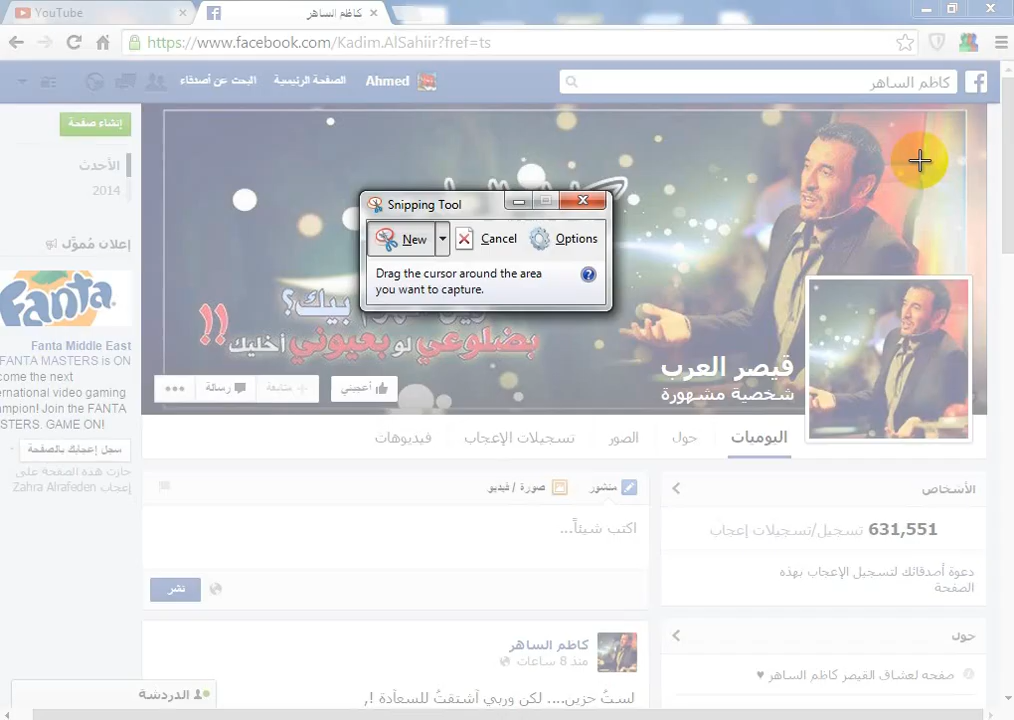 YouTube
كاظم الساهر
https://www.facebook.com/Kadim.AlSahiir?fref=ts
كاظم الساهر
Ahmed
الصفحة الرئيسية
البحث عن أصدقاء
إنشاء صفحة
الأحدث
2014
إعلانات مُموَّل
Fanta
Fanta Middle East
FANTA MASTERS is ON
come the next
ernational video gaming
mpion! Join the FANTA
STERS. GAME ON!
سجل إعجابك بالصفحة
حازت هذه الصفحة على
إعجاب Zahra Alrafeden
Snipping Tool
New
Cancel
Options
Drag the cursor around the area
you want to capture.
بيك؟
بضلوعي لو بعيوني أخليك!!
قيصر العرب
شخصية مشهورة
أعجبني
متابعة
رسالة
اليوميات
حول
الصور
تسجيلات الإعجاب
فيديوهات
منشور
صورة / فيديو
اكتب شيئاً...
نشر
الأشخاص
631,551 تسجيل/تسجيلات إعجاب
دعوة أصدقائك لتسجيل الإعجاب بهذه
الصفحة
حول
صفحه لعشاق القيصر كاظم الساهر ♥
كاظم الساهر
منذ 8 ساعات
لستُ حزين.... لكن وربي أشتقتُ للسعادة !,
الدردشة